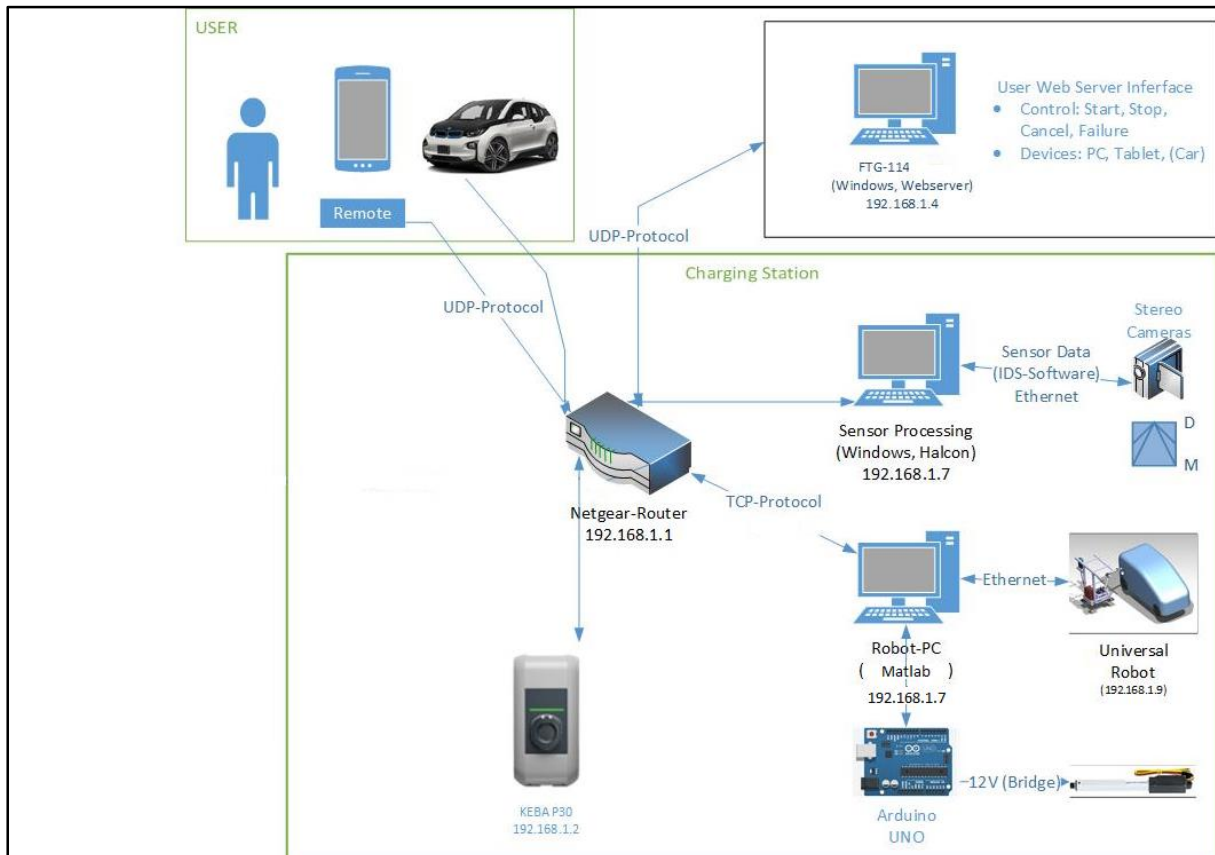 USER
Remote
UDP-Protocol
FTG-114
(Windows, Webserver)
192.168.1.4
User Web Server Inferface
• Control: Start, Stop,
Cancel, Failure
• Devices: PC, Tablet, (Car)
UDP-Protocol
Charging Station
Netgear-Router
192.168.1.1
Sensor Processing
(Windows, Halcon)
192.168.1.7
Sensor Data
(IDS-Software)
Ethernet
Stereo
Cameras
D
M
TCP-Protocol
Robot-PC
( Matlab )
192.168.1.7
Ethernet
Universal
Robot
(192.168.1.9)
KEBA P30
192.168.1.2
ARDUINO
UNO
Arduino
UNO
12V (Bridge)